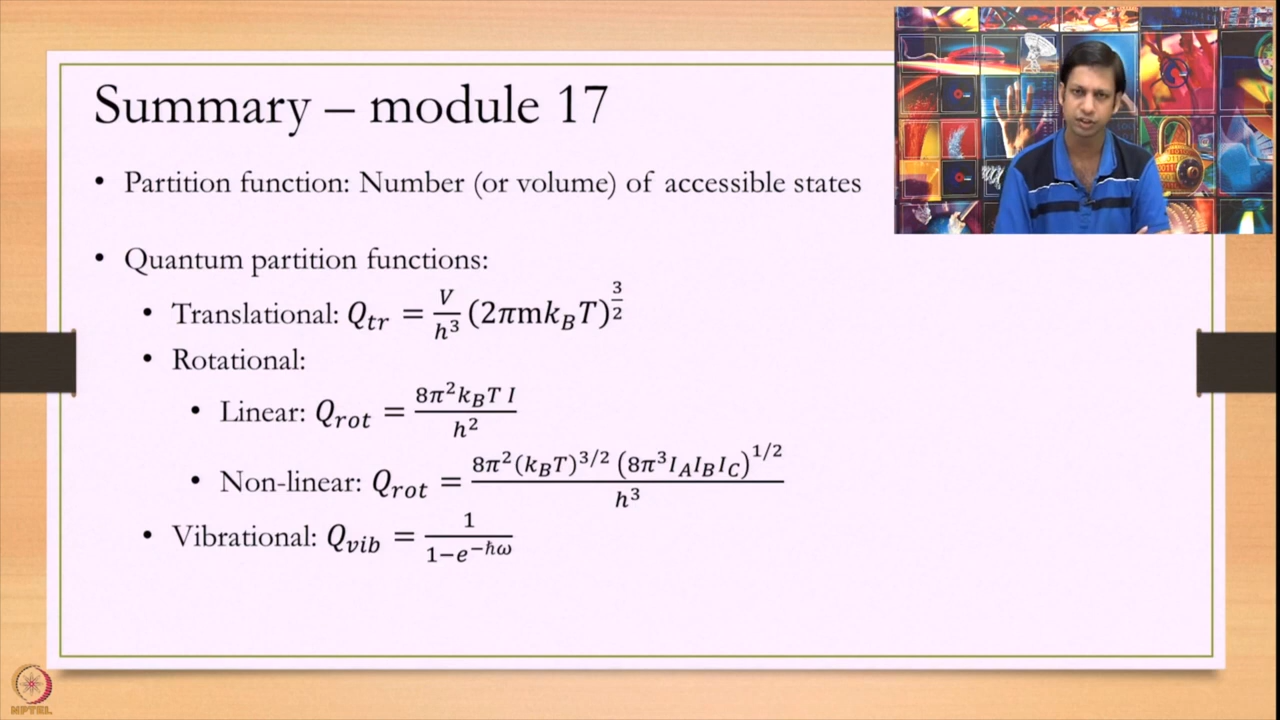 Summary – module 17
• Partition function: Number (or volume) of accessible states
• Quantum partition functions:
• Translational: Q_tr = V/h³ (2πmk_BT)^(3/2)
• Rotational:
• Linear: Q_rot = 8π²k_BT I / h²
• Non-linear: Q_rot = 8π²(k_BT)^(3/2) (8π³I_AI_BI_C)^(1/2) / h³
• Vibrational: Q_vib = 1 / 1−e^(−ħω)
NPTEL